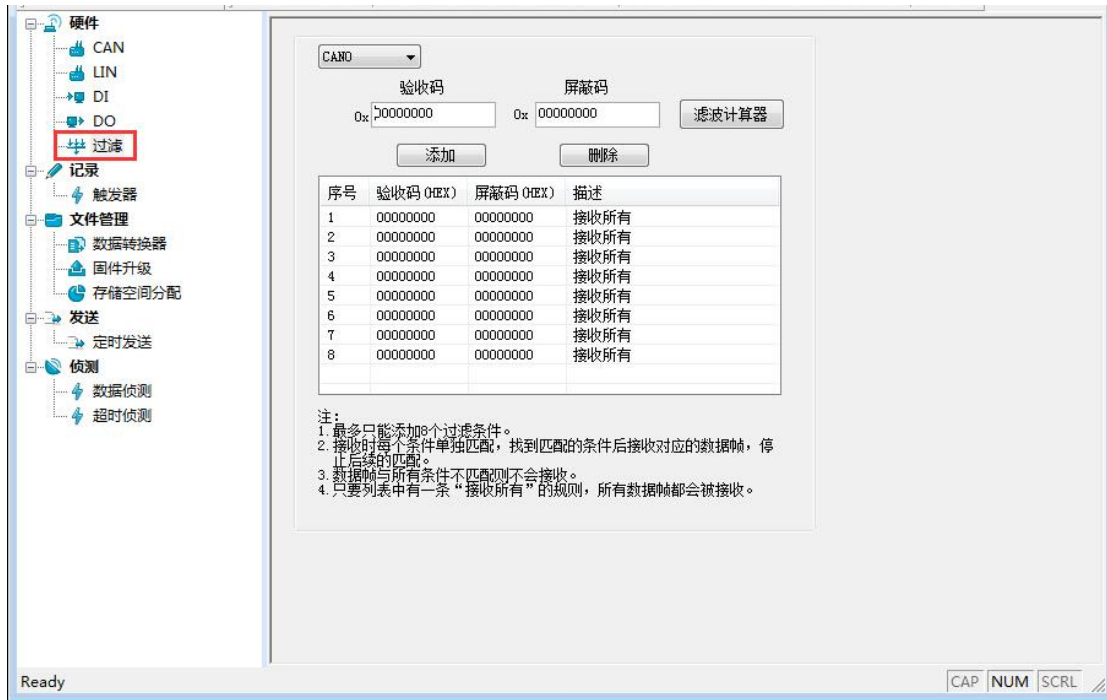 硬件
CAN
LIN
DI
DO
过滤
记录
触发器
文件管理
数据转换器
固件升级
存储空间分配
发送
定时发送
侦测
数据侦测
超时侦测
CAN0
验收码 屏蔽码
0x 00000000 0x 00000000 滤波计算器
添加 删除
序号 验收码(HEX) 屏蔽码(HEX) 描述
1 00000000 00000000 接收所有
2 00000000 00000000 接收所有
3 00000000 00000000 接收所有
4 00000000 00000000 接收所有
5 00000000 00000000 接收所有
6 00000000 00000000 接收所有
7 00000000 00000000 接收所有
8 00000000 00000000 接收所有
注:
1.最多只能添加8个过滤条件。
2.接收时每个条件单独匹配，找到匹配的条件后接收对应的数据帧，停
止后续的匹配。
3.数据帧与所有条件不匹配则不会接收。
4.只要列表中有一条“接收所有”的规则，所有数据帧都会被接收。
Ready CAP NUM SCRL